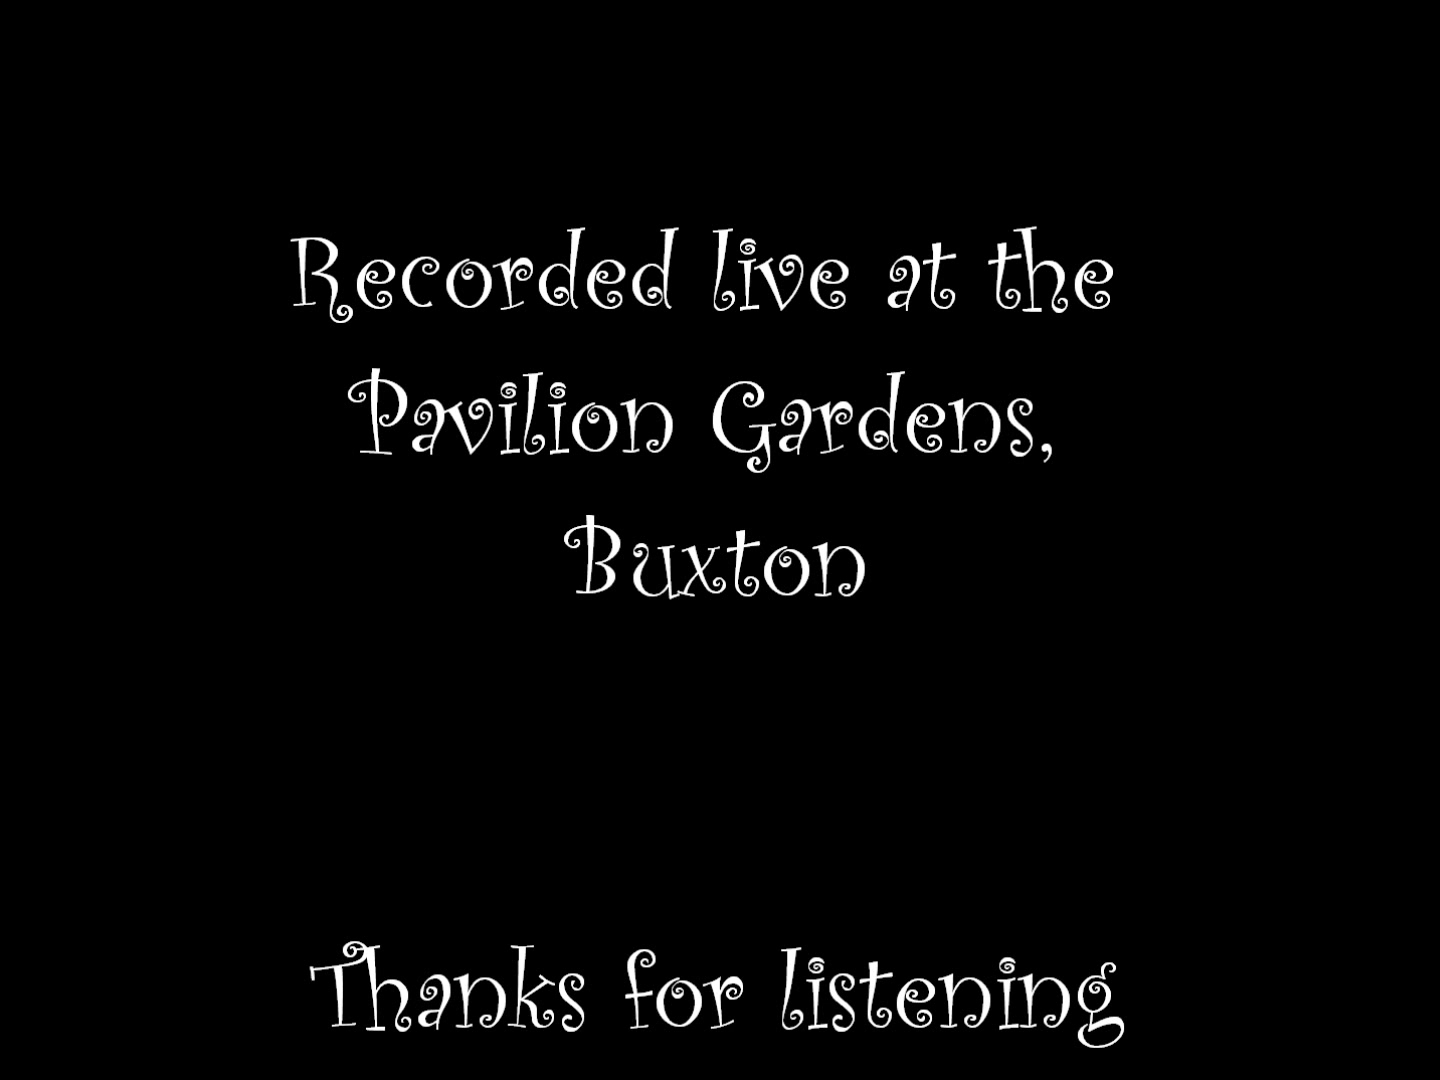 Recorded live at the
Pavilion Gardens,
Buxton
Thanks for listening